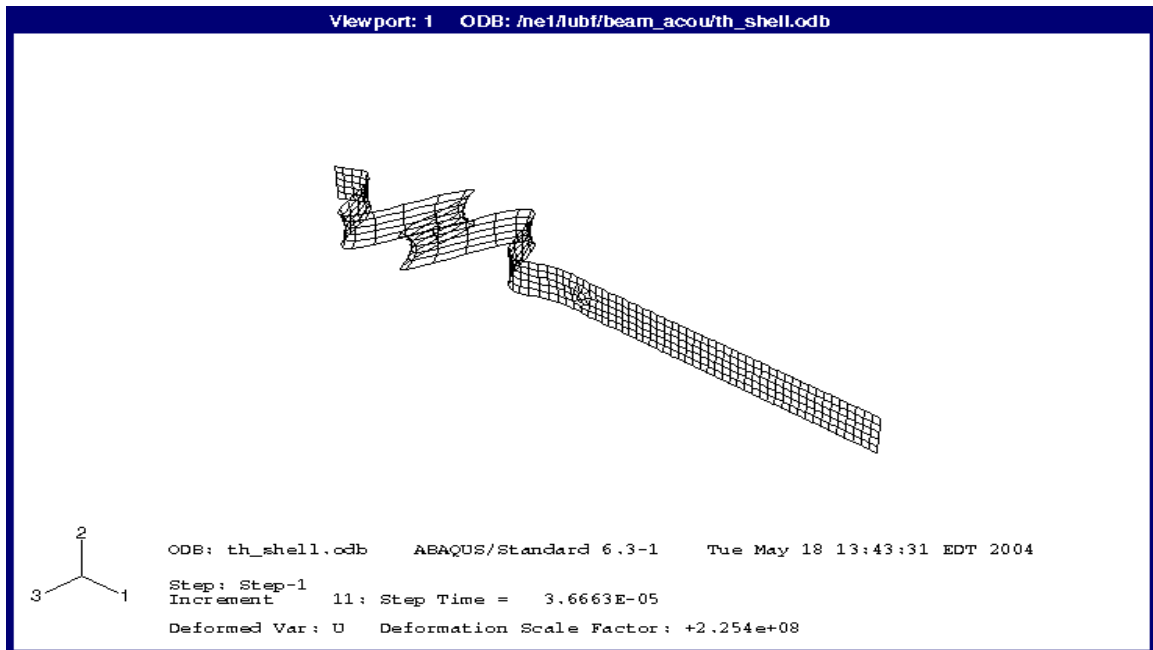 Viewport: 1 ODB: /ne1/lubf/beam_acou/th_shell.odb
2
3
1
ODB: th_shell.odb ABAQUS/Standard 6.3-1 Tue May 18 13:43:31 EDT 2004
Step: Step-1
Increment 11: Step Time = 3.6663E-05
Deformed Var: U Deformation Scale Factor: +2.254e+08